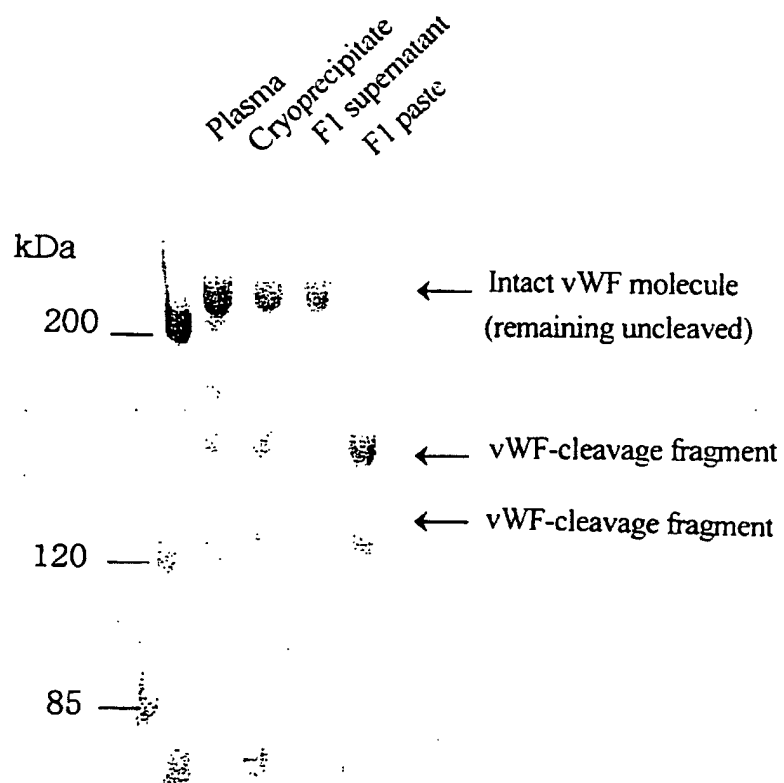 Plasma
Cryoprecipitate
F1 supernatant
F1 paste
kDa
Intact vWF molecule
200
(remaining uncleaved)
vWF-cleavage fragment
vWF-cleavage fragment
120
85